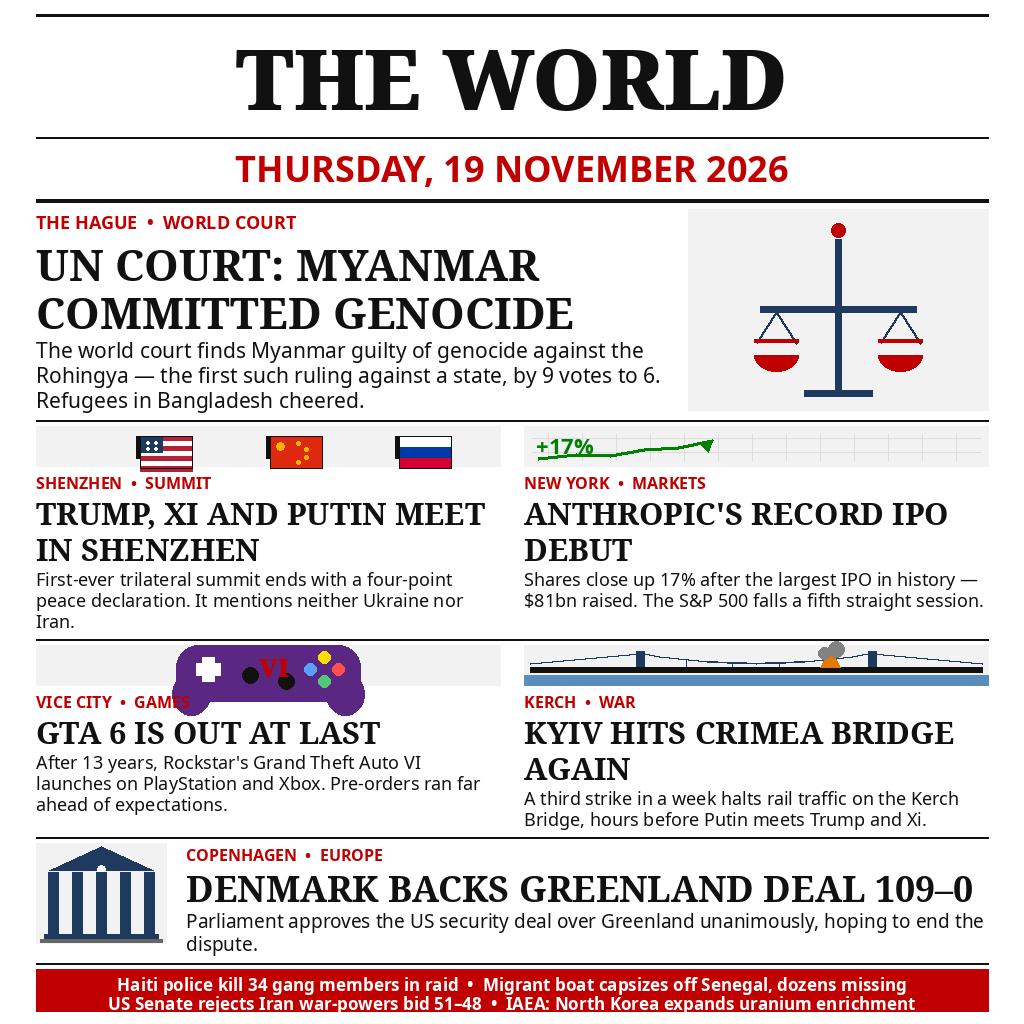 THE WORLD
THURSDAY, 19 NOVEMBER 2026
THE HAGUE • WORLD COURT
UN COURT: MYANMAR
COMMITTED GENOCIDE
The world court finds Myanmar guilty of genocide against the
Rohingya — the first such ruling against a state, by 9 votes to 6.
Refugees in Bangladesh cheered.
SHENZHEN • SUMMIT
TRUMP, XI AND PUTIN MEET
IN SHENZHEN
First-ever trilateral summit ends with a four-point
peace declaration. It mentions neither Ukraine nor
Iran.
+17%
NEW YORK • MARKETS
ANTHROPIC'S RECORD IPO
DEBUT
Shares close up 17% after the largest IPO in history —
$81bn raised. The S&P 500 falls a fifth straight session.
VI
VICE CITY • GAMES
GTA 6 IS OUT AT LAST
After 13 years, Rockstar's Grand Theft Auto VI
launches on PlayStation and Xbox. Pre-orders ran far
ahead of expectations.
KERCH • WAR
KYIV HITS CRIMEA BRIDGE
AGAIN
A third strike in a week halts rail traffic on the Kerch
Bridge, hours before Putin meets Trump and Xi.
COPENHAGEN • EUROPE
DENMARK BACKS GREENLAND DEAL 109–0
Parliament approves the US security deal over Greenland unanimously, hoping to end the
dispute.
Haiti police kill 34 gang members in raid • Migrant boat capsizes off Senegal, dozens missing
US Senate rejects Iran war-powers bid 51–48 • IAEA: North Korea expands uranium enrichment